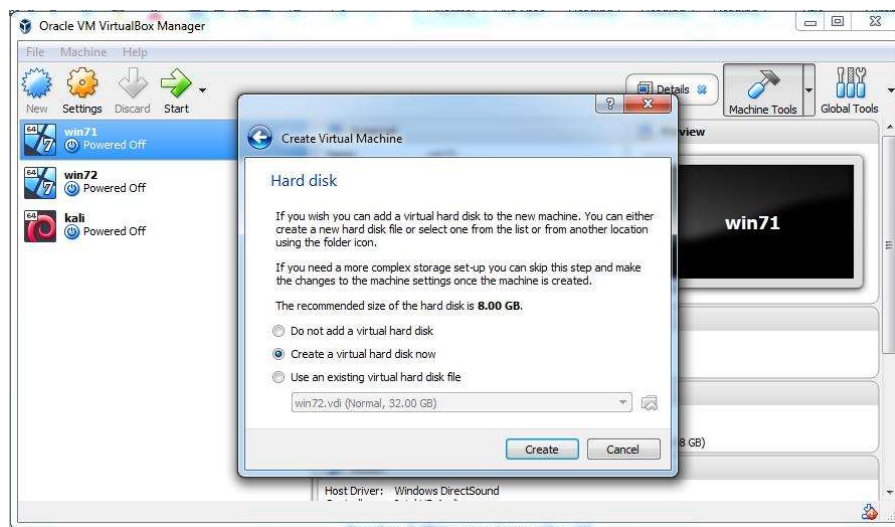 Oracle VM VirtualBox Manager
File Machine Help
New Settings Discard Start
Details
Machine Tools
Global Tools
64 win71
Powered Off
64 win72
Powered Off
64 kali
Powered Off
Create Virtual Machine
Hard disk
If you wish you can add a virtual hard disk to the new machine. You can either
create a new hard disk file or select one from the list or from another location
using the folder icon.
If you need a more complex storage set-up you can skip this step and make
the changes to the machine settings once the machine is created.
The recommended size of the hard disk is 8.00 GB.
Do not add a virtual hard disk
Create a virtual hard disk now
Use an existing virtual hard disk file
win72.vdi (Normal, 32.00 GB)
Create Cancel
view
win71
8 GB)
Host Driver: Windows DirectSound